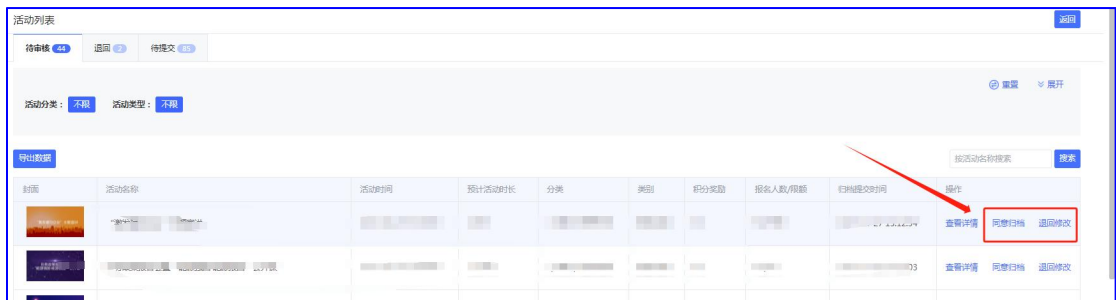 活动列表 返回
待审核 44 退回 2 待提交 85
重置 展开
活动分类： 不限 活动类型： 不限
导出数据 按活动名称搜索 搜索
封面 活动名称 活动时间 预计活动时长 分类 类别 积分奖励 报名人数/限额 归档提交时间 操作
查看详情 同意归档 退回修改
03 查看详情 同意归档 退回修改